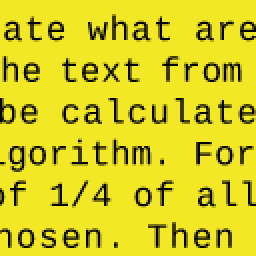 ate what are
he text from
be calculate
lgorithm. For
of 1/4 of all
hosen. Then